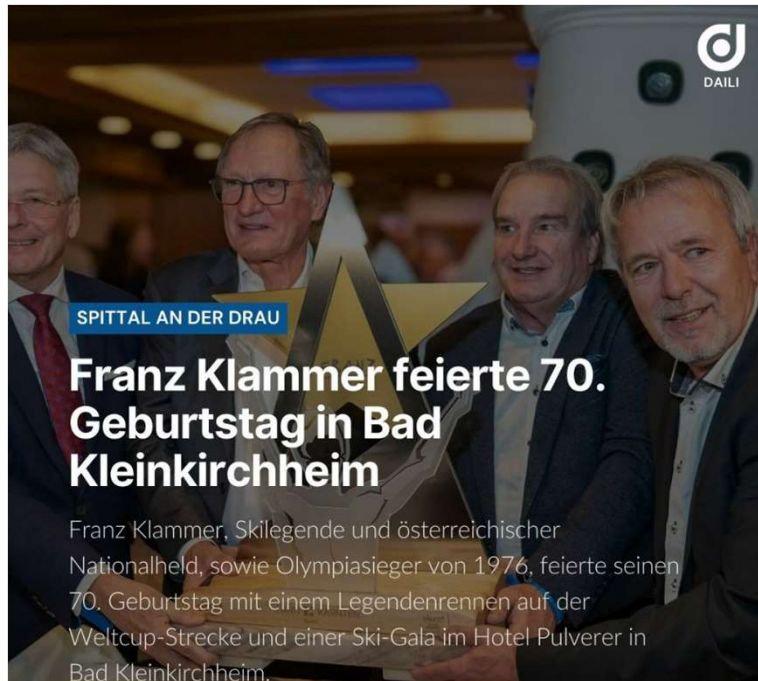 DAILI
SPITTAL AN DER DRAU
Franz Klammer feierte 70.
Geburtstag in Bad
Kleinkirchheim
Franz Klammer, Skilegende und österreichischer
Nationalheld, sowie Olympiasieger von 1976, feierte seinen
70. Geburtstag mit einem Legendenrennen auf der
Weltcup-Strecke und einer Ski-Gala im Hotel Pulverer in
Bad Kleinkirchheim.